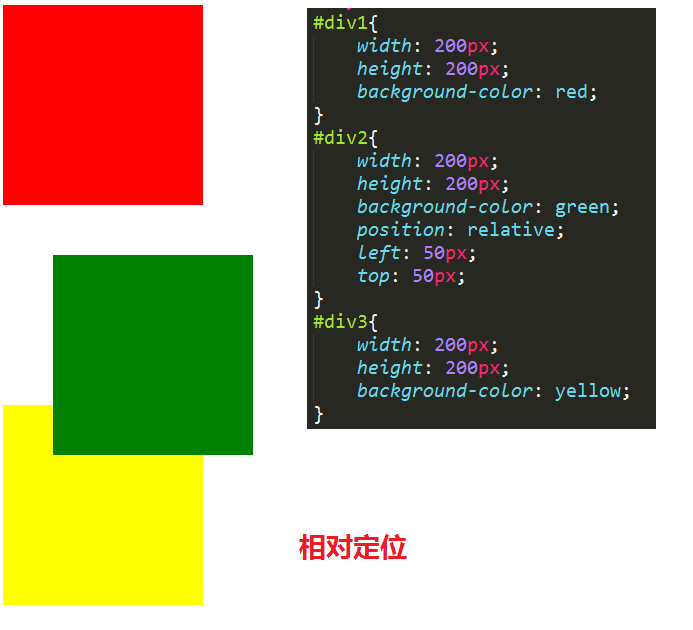 #div1{
    width: 200px;
    height: 200px;
    background-color: red;
}
#div2{
    width: 200px;
    height: 200px;
    background-color: green;
    position: relative;
    left: 50px;
    top: 50px;
}
#div3{
    width: 200px;
    height: 200px;
    background-color: yellow;
}
相对定位